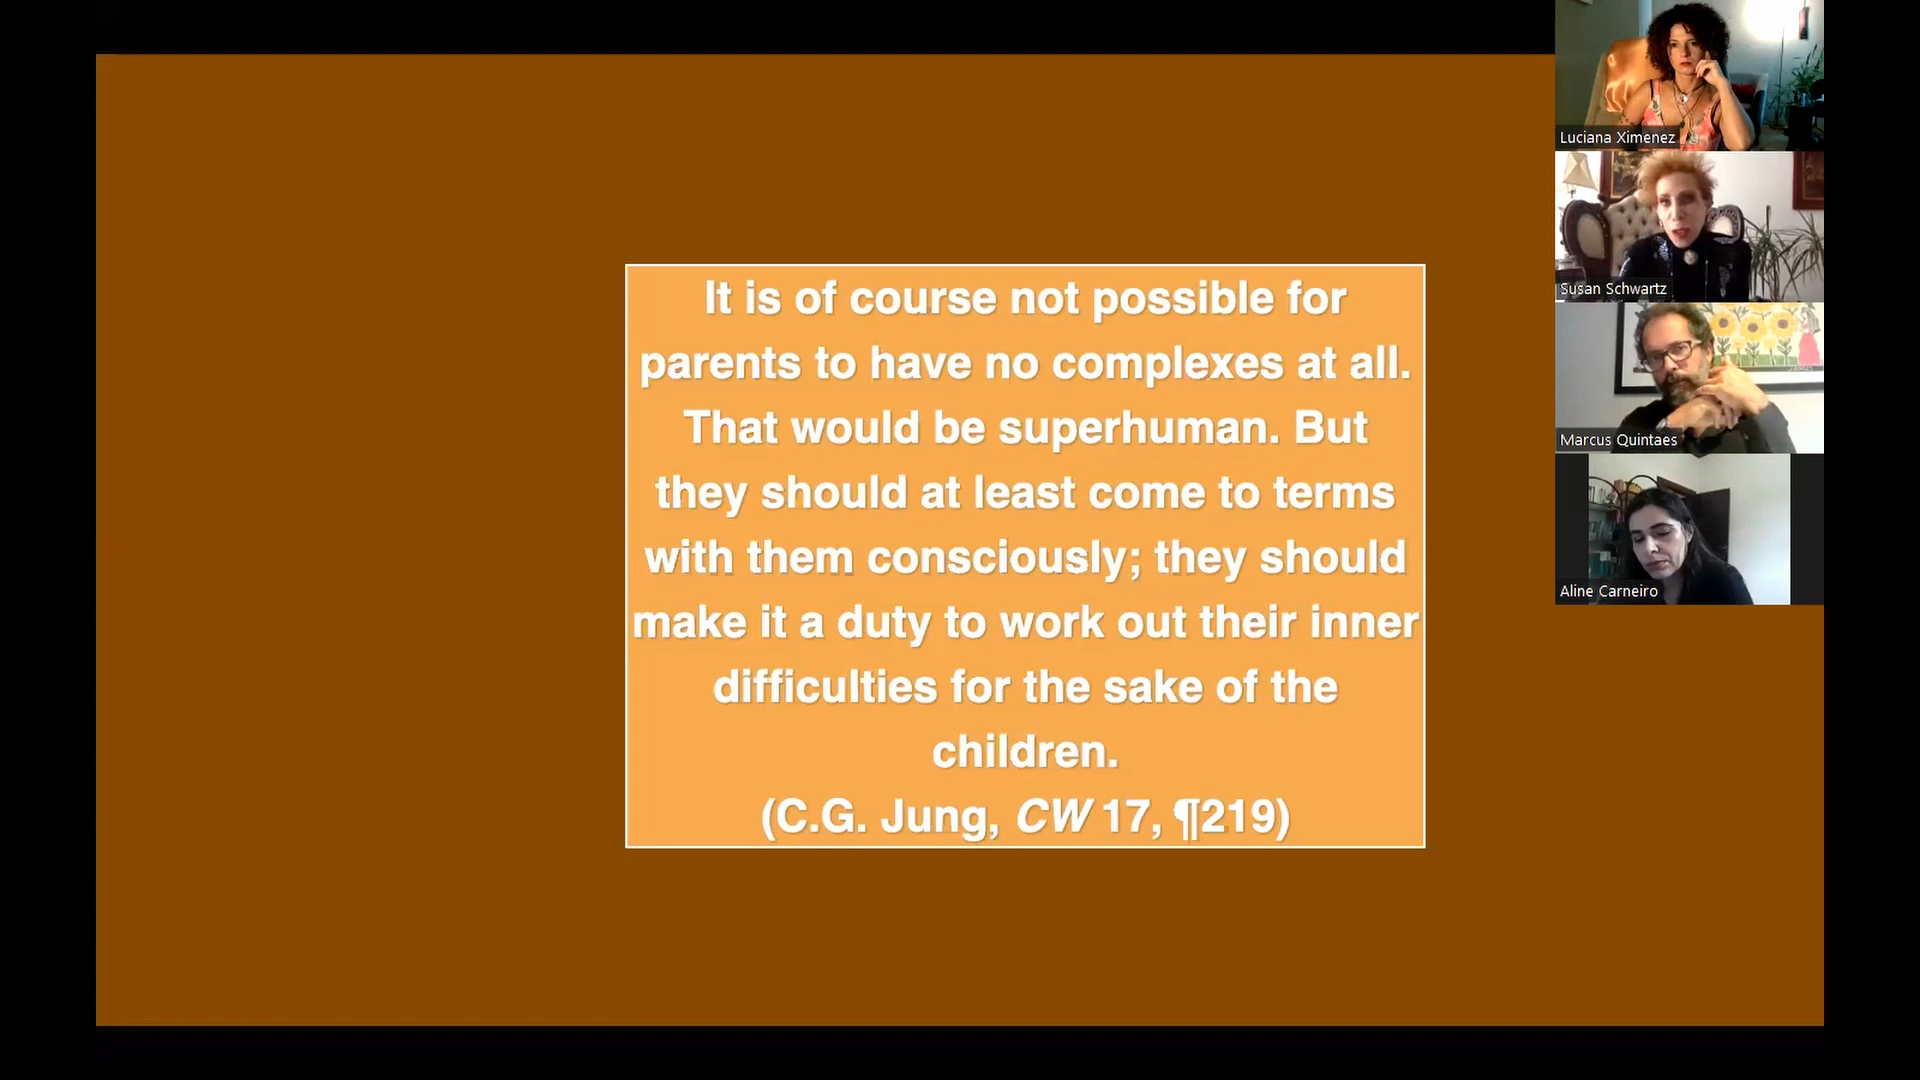 It is of course not possible for
parents to have no complexes at all.
That would be superhuman. But
they should at least come to terms
with them consciously; they should
make it a duty to work out their inner
difficulties for the sake of the
children.
(C.G. Jung, CW 17, ¶219)
Luciana Ximenez
Susan Schwartz
Marcus Quintaes
Aline Carneiro